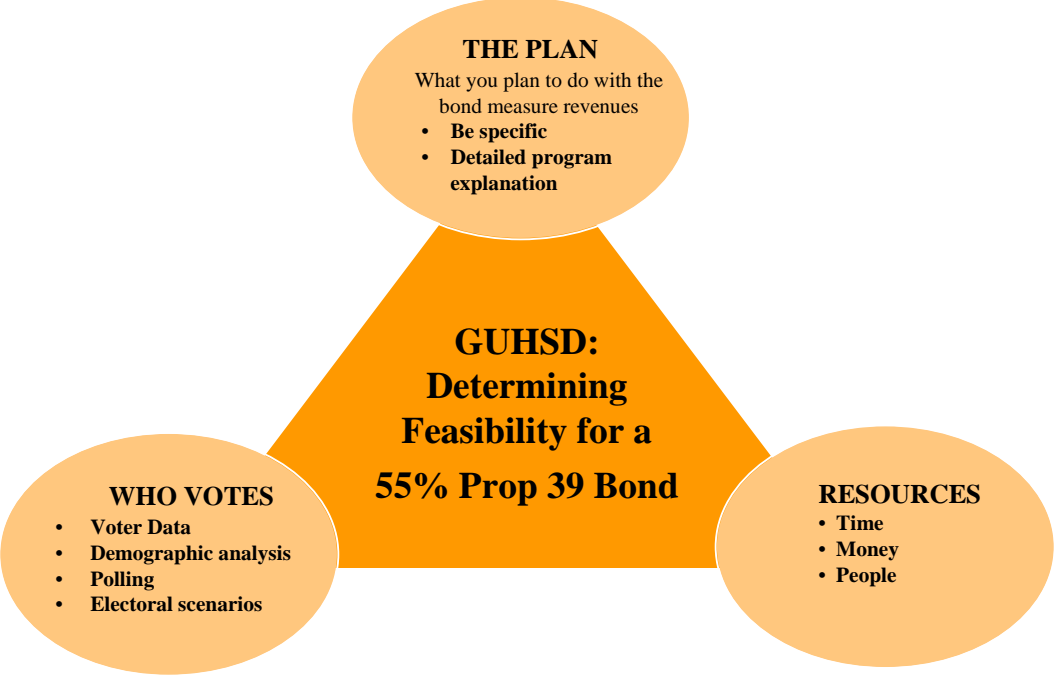 THE PLAN
What you plan to do with the
bond measure revenues
• Be specific
• Detailed program
explanation
GUHSD:
Determining
Feasibility for a
55% Prop 39 Bond
WHO VOTES
• Voter Data
• Demographic analysis
• Polling
• Electoral scenarios
RESOURCES
• Time
• Money
• People